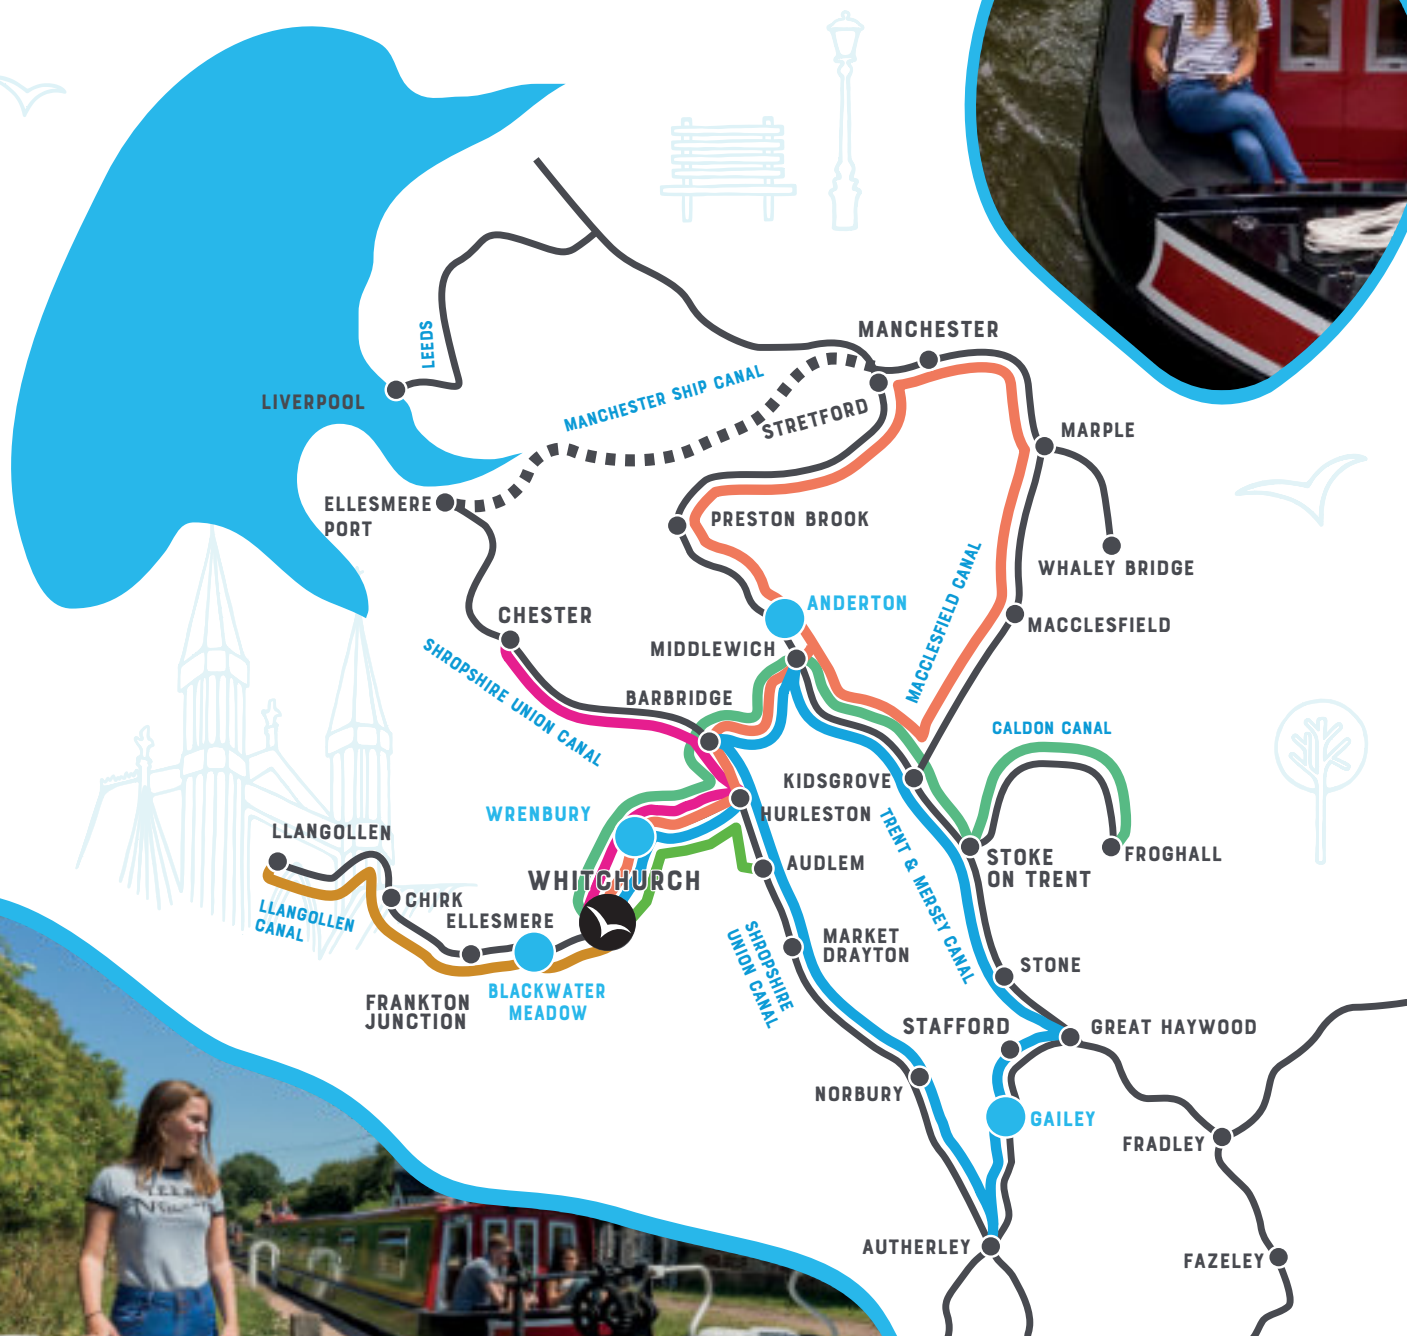 MANCHESTER
LEEDS
MANCHESTER SHIP CANAL
LIVERPOOL
STRETFORD
MARPLE
ELLESMERE
PORT
PRESTON BROOK
WHALEY BRIDGE
ANDERTON
CHESTER
MACCLESFIELD CANAL
MACCLESFIELD
MIDDLEWICH
SHROPSHIRE UNION CANAL
BARBRIDGE
CALDON CANAL
KIDSGROVE
WRENBURY
HURLESTON
TRENT & MERSEY CANAL
LLANGOLLEN
STOKE
ON TRENT
FROGHALL
AUDLEM
WHITCHURCH
CHIRK
LLANGOLLEN
CANAL
ELLESMERE
SHROPSHIRE
UNION CANAL
MARKET
DRAYTON
STONE
FRANKTON
JUNCTION
BLACKWATER
MEADOW
STAFFORD
GREAT HAYWOOD
NORBURY
GAILEY
FRADLEY
AUTHERLEY
FAZELEY